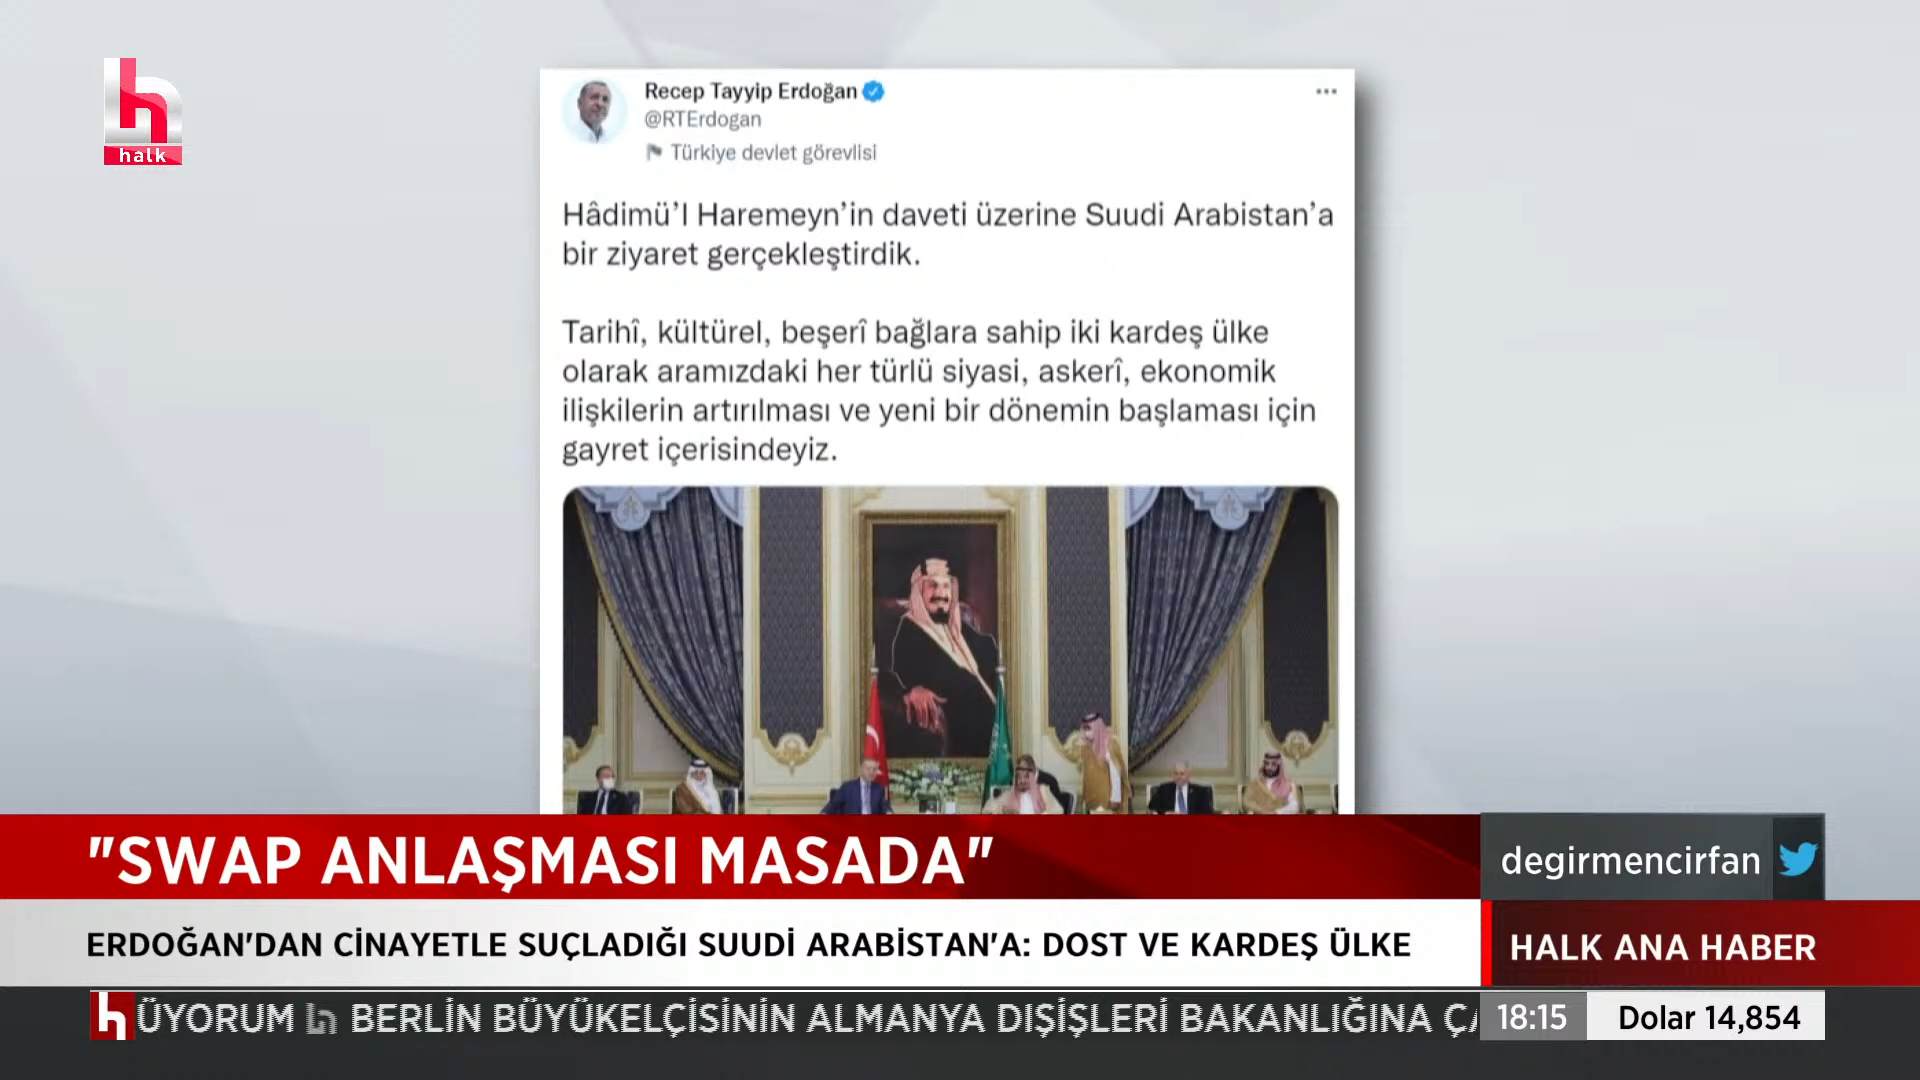 halk
Recep Tayyip Erdoğan
@RTErdogan
Türkiye devlet görevlisi
Hâdimü’l Haremeyn’in daveti üzerine Suudi Arabistan’a
bir ziyaret gerçekleştirdik.
Tarihî, kültürel, beşerî bağlara sahip iki kardeş ülke
olarak aramızdaki her türlü siyasi, askerî, ekonomik
ilişkilerin artırılması ve yeni bir dönemin başlaması için
gayret içerisindeyiz.
"SWAP ANLAŞMASI MASADA"
degirmencirfan
ERDOĞAN'DAN CİNAYETLE SUÇLADIĞI SUUDİ ARABİSTAN'A: DOST VE KARDEŞ ÜLKE
HALK ANA HABER
ÜYORUM h BERLİN BÜYÜKELÇİSİNİN ALMANYA DIŞİŞLERİ BAKANLIĞINA ÇA
18:15
Dolar 14,854